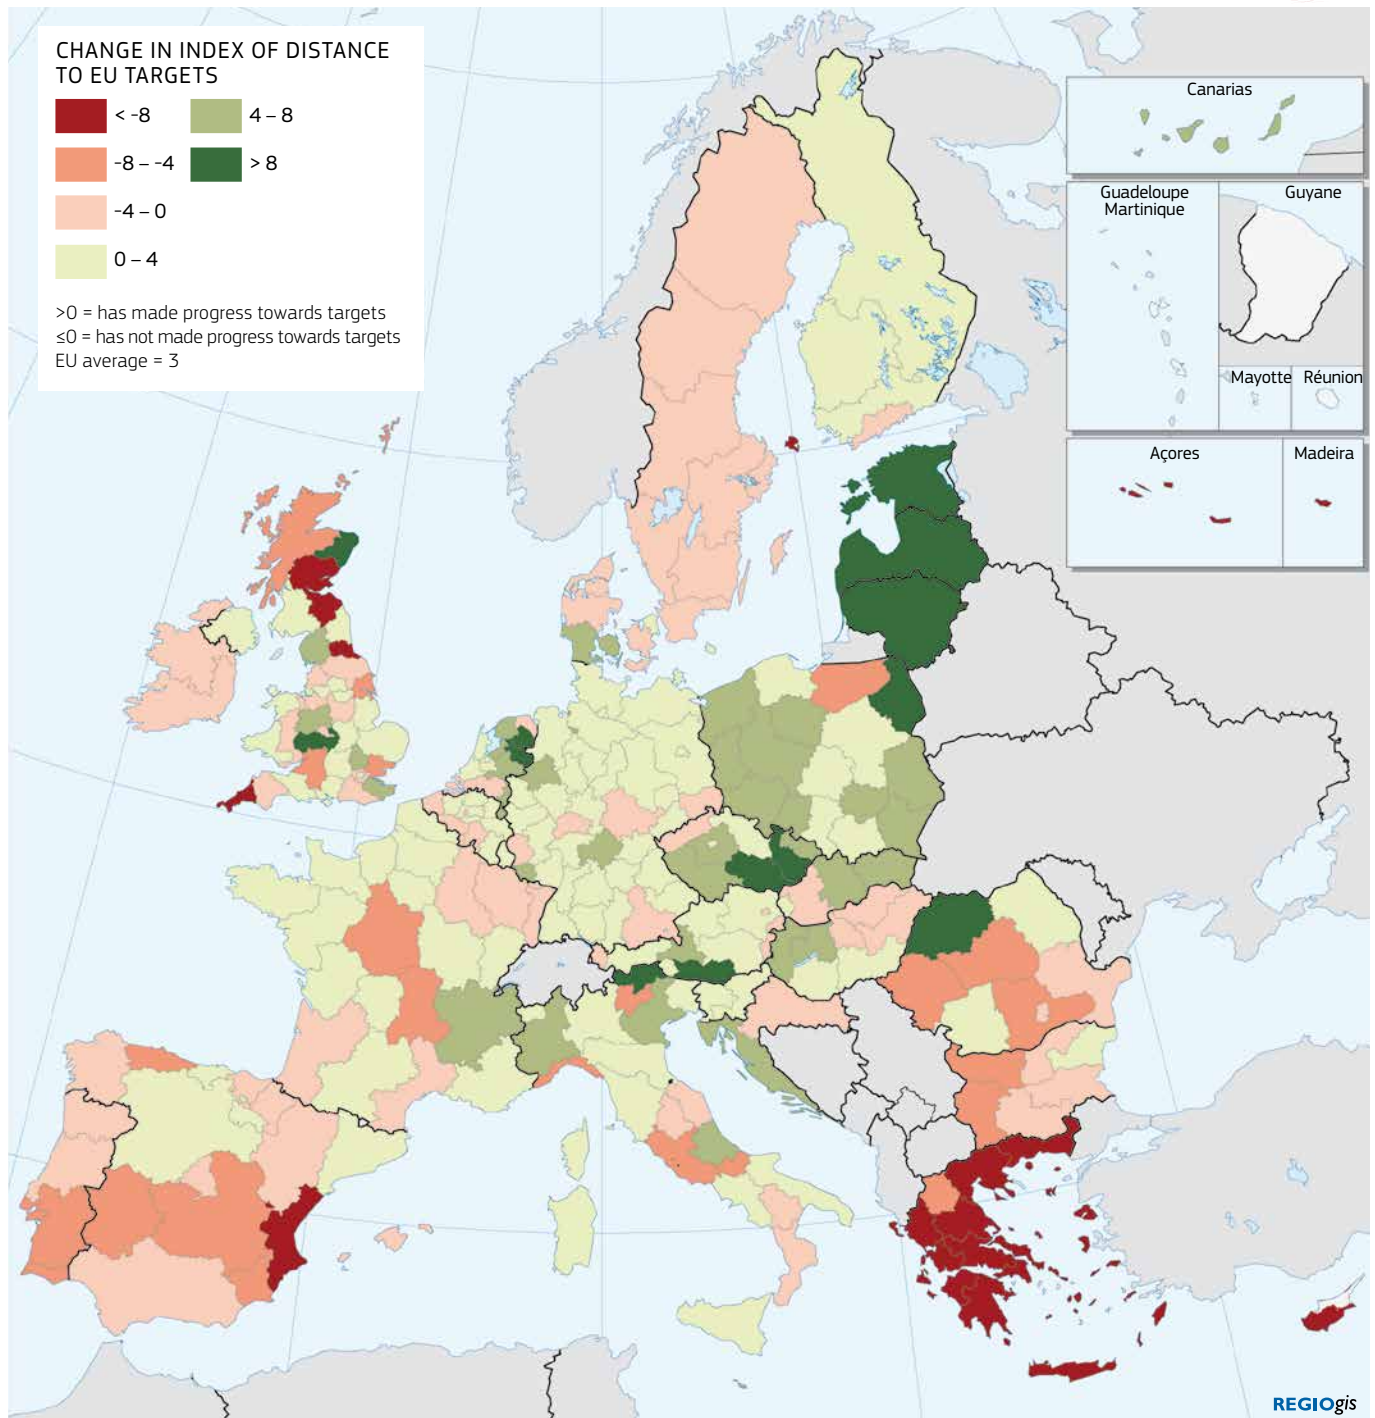 CHANGE IN INDEX OF DISTANCE
TO EU TARGETS
< -8
4 – 8
-8 – -4
> 8
-4 – 0
0 – 4
>0 = has made progress towards targets
≤0 = has not made progress towards targets
EU average = 3
Canarias
Guadeloupe
Martinique
Guyane
Mayotte
Réunion
Açores
Madeira
REGIOgis